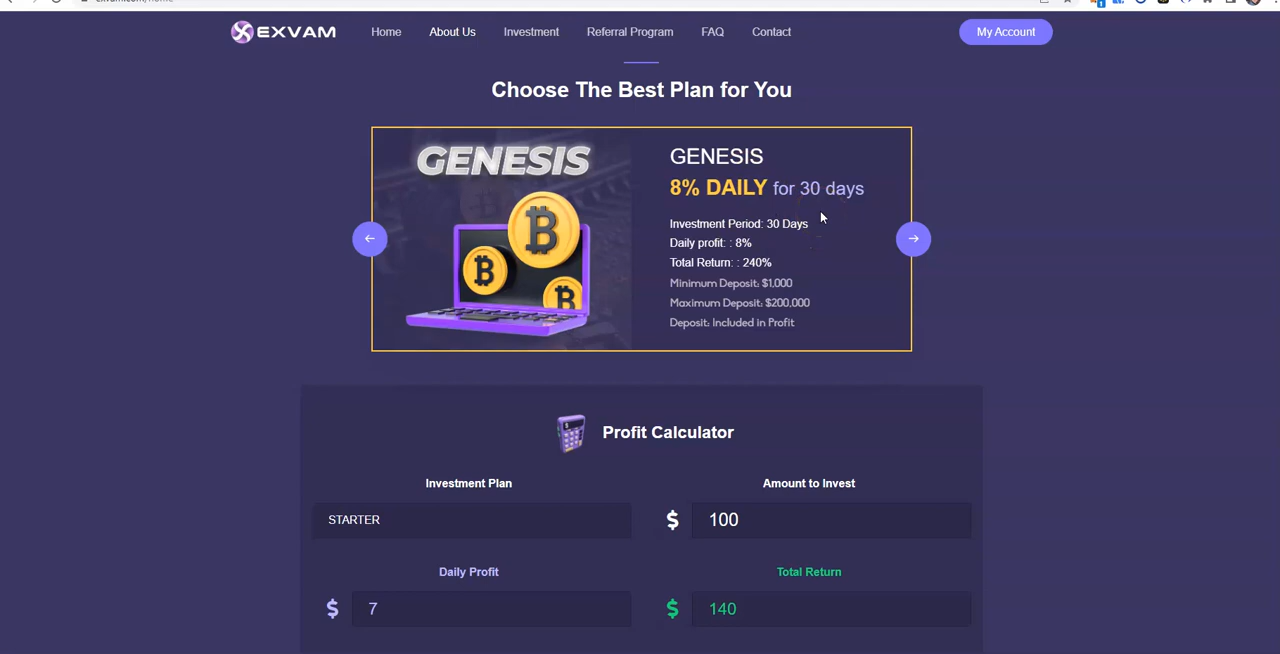 EXVAM
Home About Us Investment Referral Program FAQ Contact My Account
Choose The Best Plan for You
GENESIS
GENESIS
8% DAILY for 30 days
Investment Period: 30 Days
Daily profit: : 8%
Total Return: : 240%
Minimum Deposit: $1,000
Maximum Deposit: $200,000
Deposit: Included in Profit
Profit Calculator
Investment Plan Amount to Invest
STARTER $ 100
Daily Profit Total Return
$ 7 $ 140